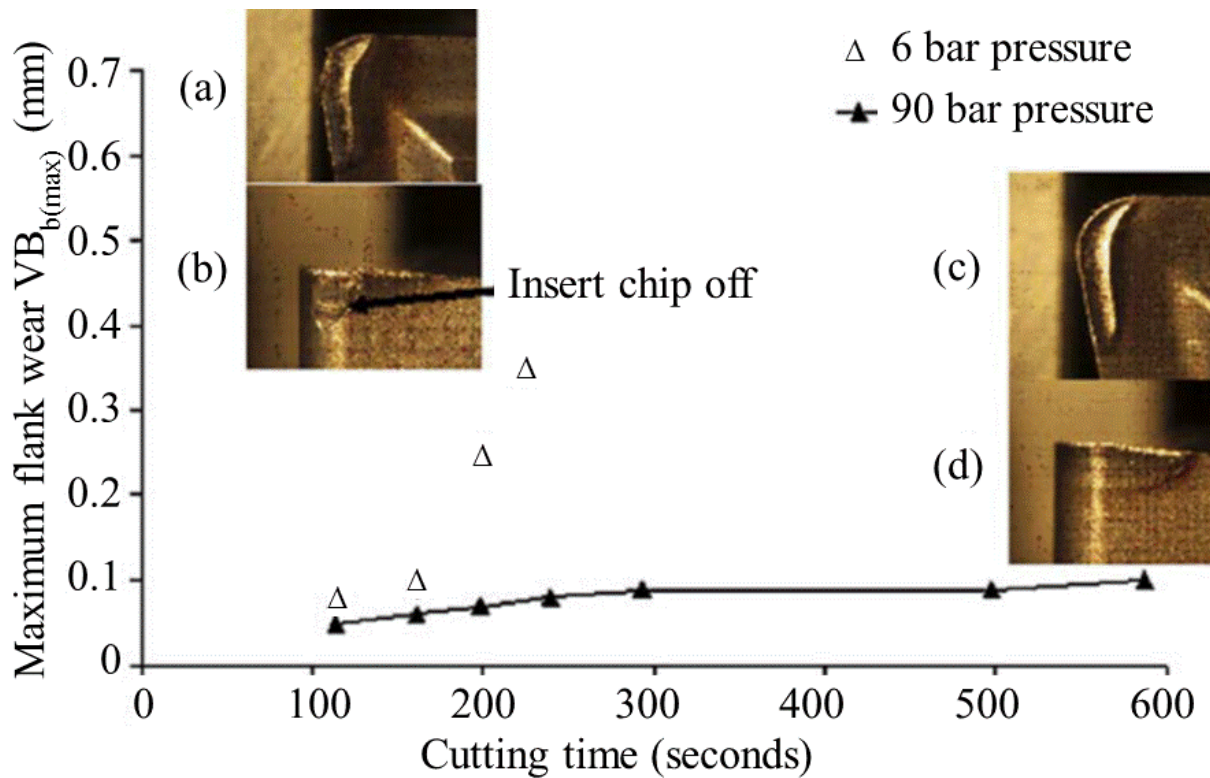 Maximum flank wear VBb(max) (mm)
0.7
0.6
0.5
0.4
0.3
0.2
0.1
0
(a)
(b)
Insert chip off
Δ 6 bar pressure
90 bar pressure
(c)
(d)
0 100 200 300 400 500 600
Cutting time (seconds)